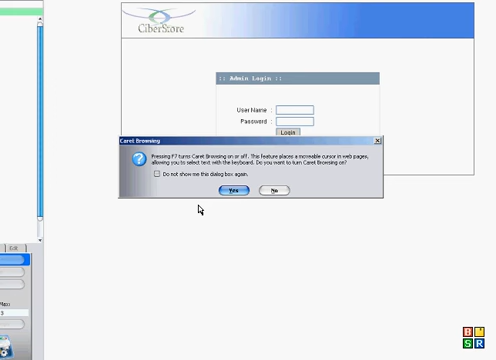 CiberStore
:: Admin Login ::
User Name :
Password :
Login
Caret Browsing
Pressing F7 turns Caret Browsing on or off. This feature places a moveable cursor in web pages,
allowing you to select text with the keyboard. Do you want to turn Caret Browsing on?
Do not show me this dialog box again.
Yes
No
Edit
3
B
S R